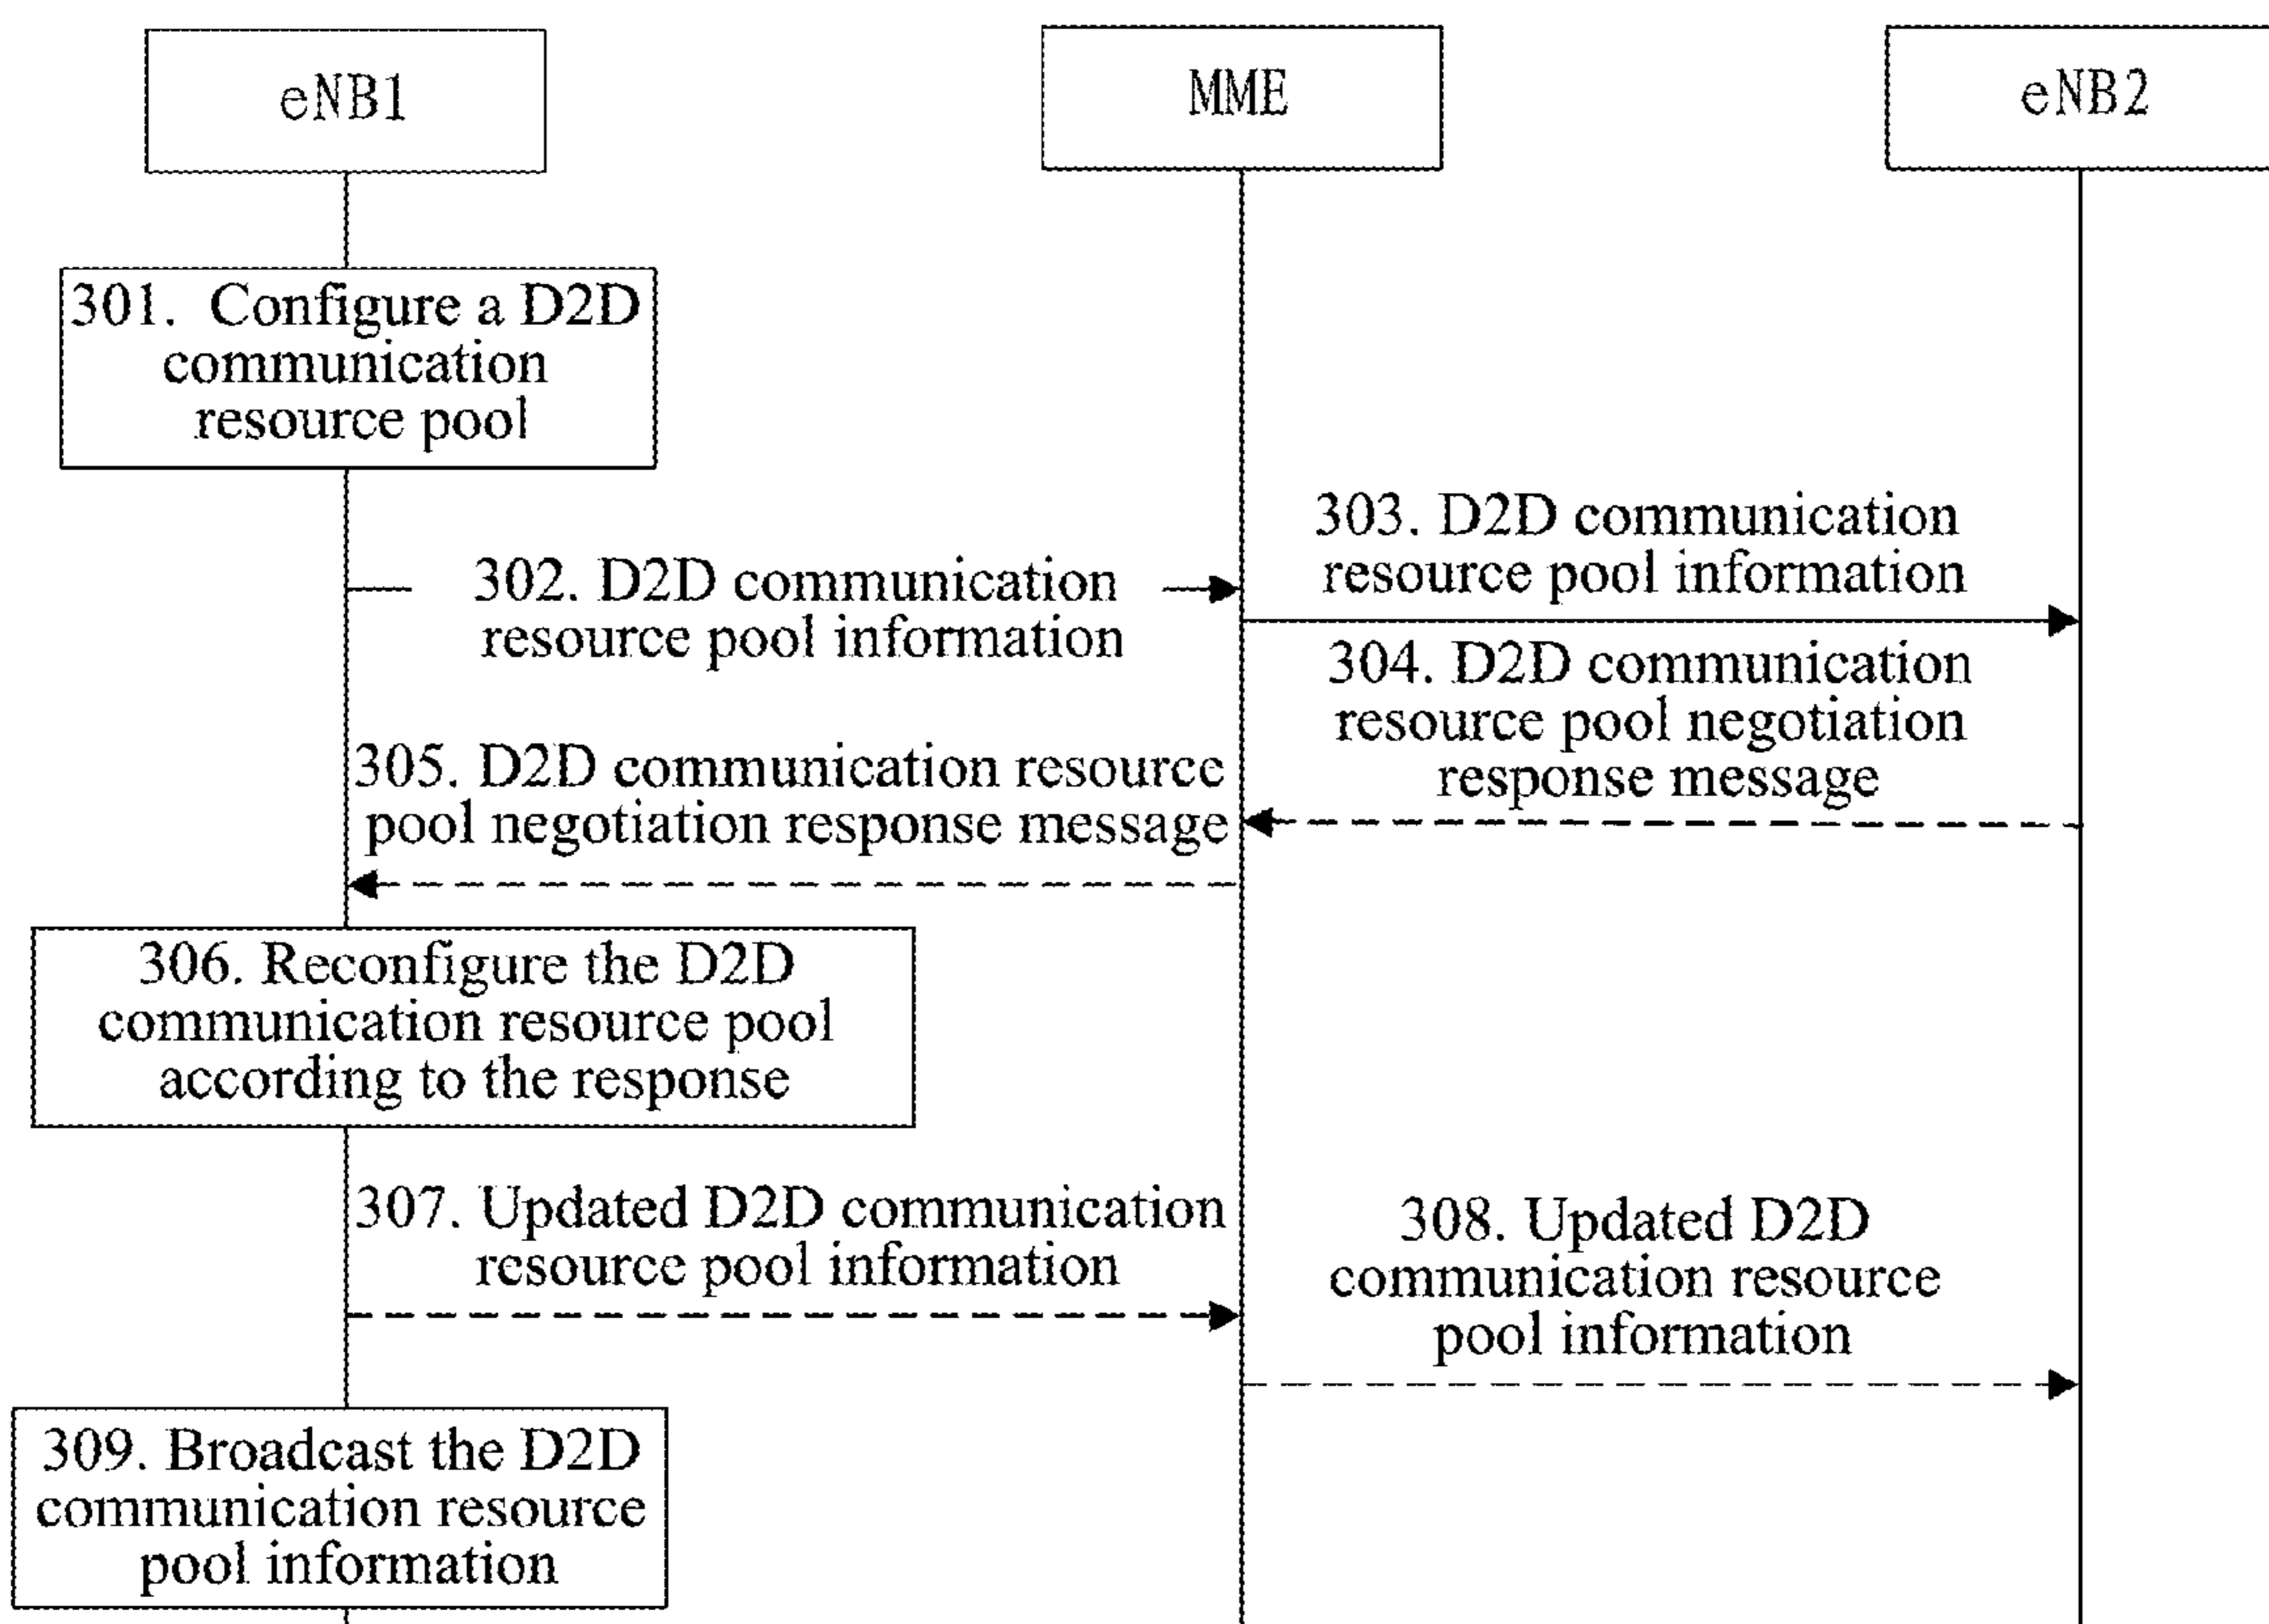 eNB1
MME
eNB2
301. Configure a D2D
communication
resource pool
302. D2D communication
resource pool information
303. D2D communication
resource pool information
304. D2D communication
resource pool negotiation
response message
305. D2D communication resource
pool negotiation response message
306. Reconfigure the D2D
communication resource pool
according to the response
307. Updated D2D communication
resource pool information
308. Updated D2D
communication resource
pool information
309. Broadcast the D2D
communication resource
pool information